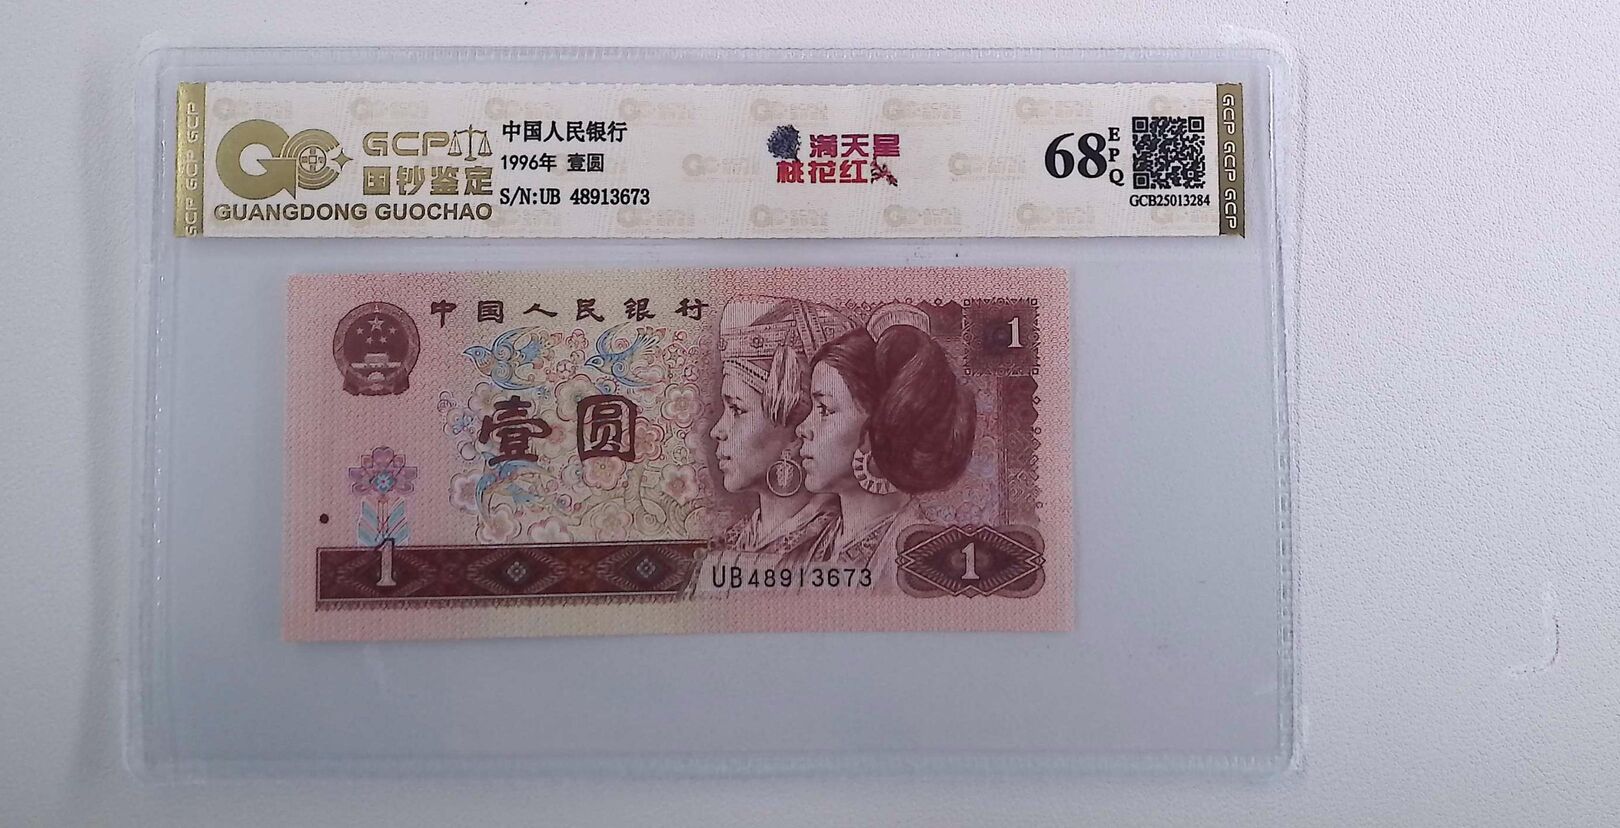 GCP GCP GCP
GCP
国钞鉴定
GUANGDONG GUOCHAO
中国人民银行
1996年 壹圆
S/N:UB 48913673
满天星
桃花红
68
EPQ
GCB25013284
GCP GCP GCP
中国人民银行
1
壹圆
1
UB48913673
1